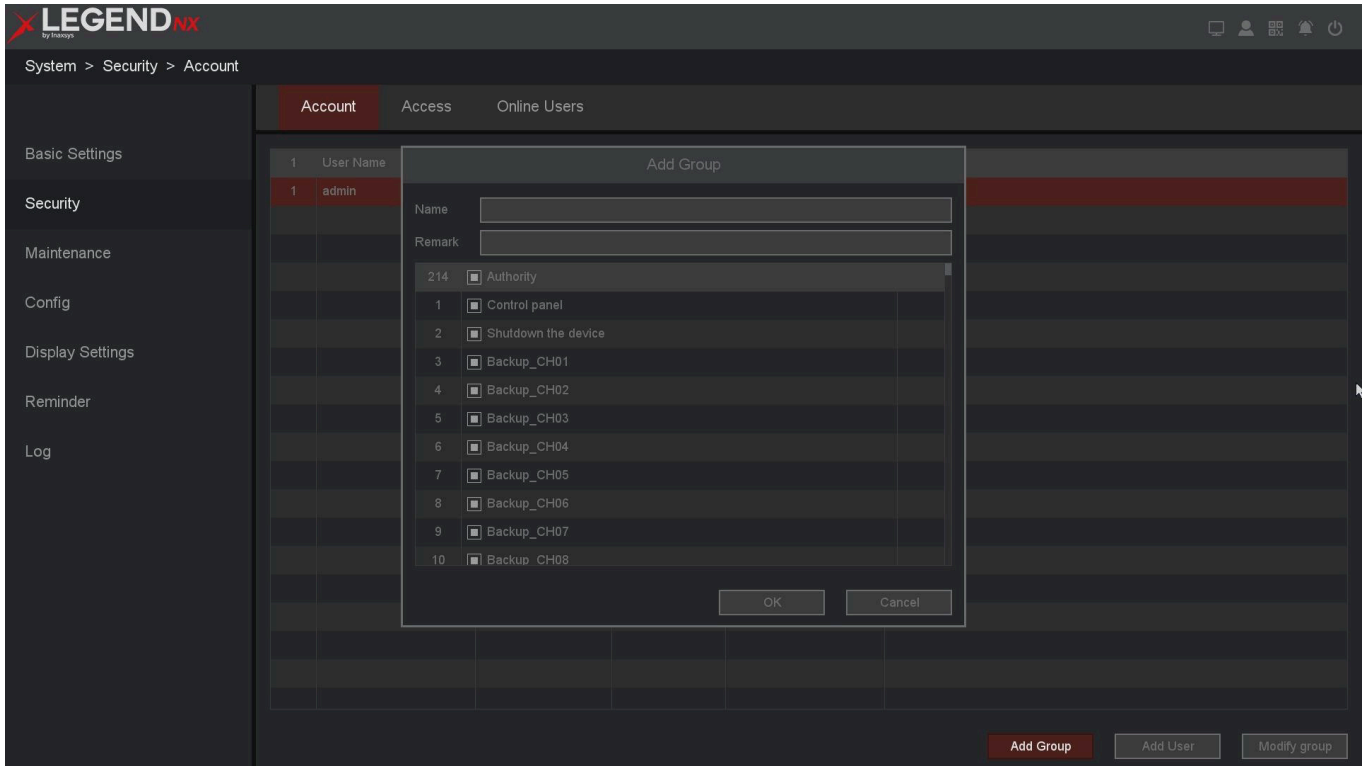 LEGENDNX
by Inaxsys
System > Security > Account
Account Access Online Users
Basic Settings
Security
Maintenance
Config
Display Settings
Reminder
Log
1 User Name
1 admin
Add Group
Name
Remark
214 Authority
1 Control panel
2 Shutdown the device
3 Backup_CH01
4 Backup_CH02
5 Backup_CH03
6 Backup_CH04
7 Backup_CH05
8 Backup_CH06
9 Backup_CH07
10 Backup_CH08
OK Cancel
Add Group Add User Modify group